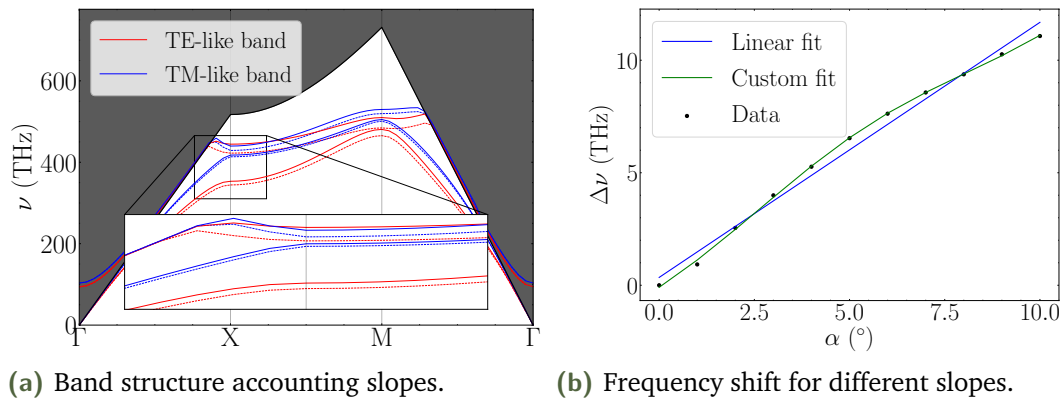 TE-like band
TM-like band
ν (THz)
600
400
200
0
Γ X M Γ
(a) Band structure accounting slopes.
Linear fit
Custom fit
Data
Δν (THz)
10
5
0
0.0 2.5 5.0 7.5 10.0
α (°)
(b) Frequency shift for different slopes.